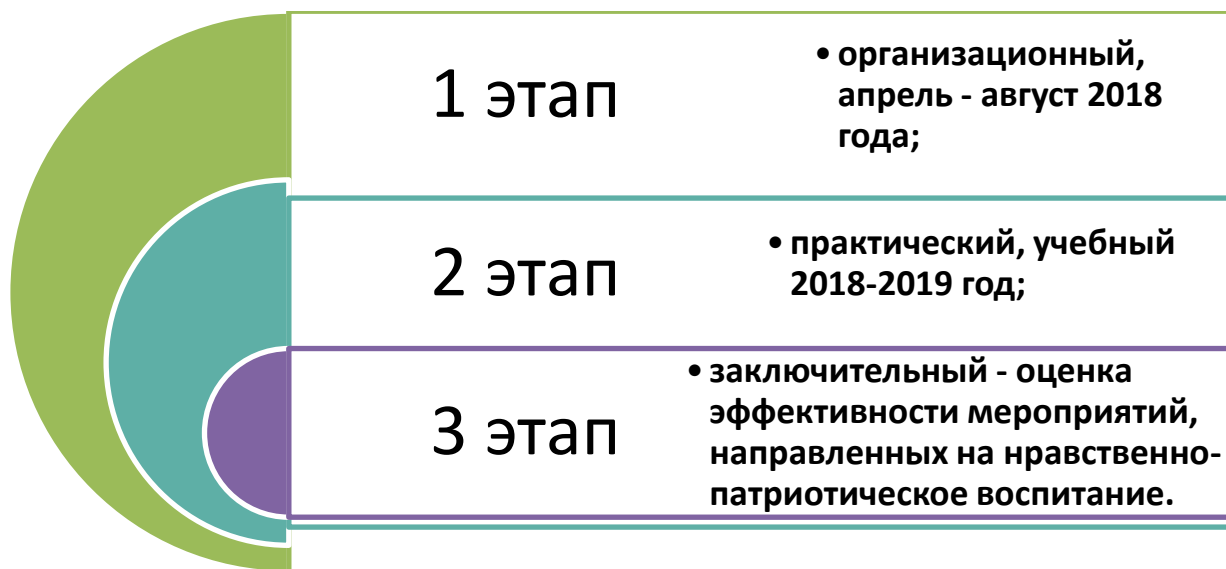 1 этап
• организационный,
апрель - август 2018
года;
2 этап
• практический, учебный
2018-2019 год;
3 этап
• заключительный - оценка
эффективности мероприятий,
направленных на нравственно-
патриотическое воспитание.